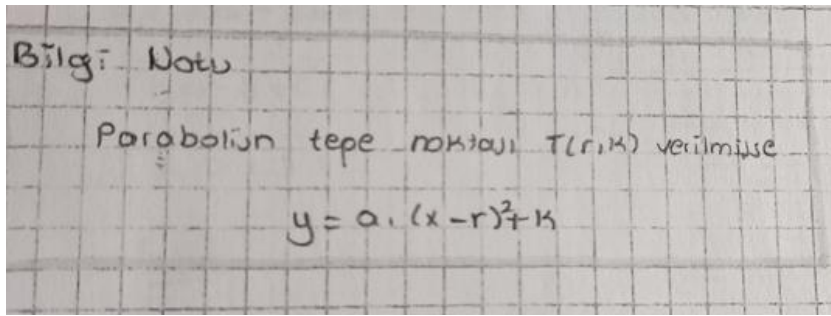 Bilgi Notu
Parabolün tepe noktası T(r,k) verilmişse
y = a. (x-r)²+k